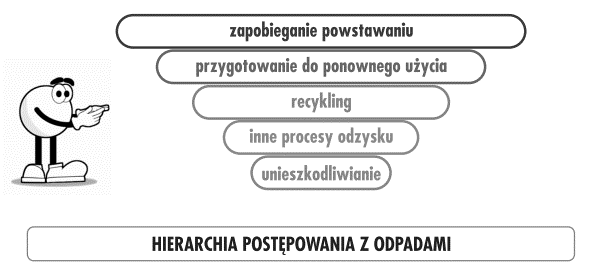 zapobieganie powstawaniu
przygotowanie do ponownego użycia
recykling
inne procesy odzysku
unieszkodliwianie
HIERARCHIA POSTĘPOWANIA Z ODPADAMI